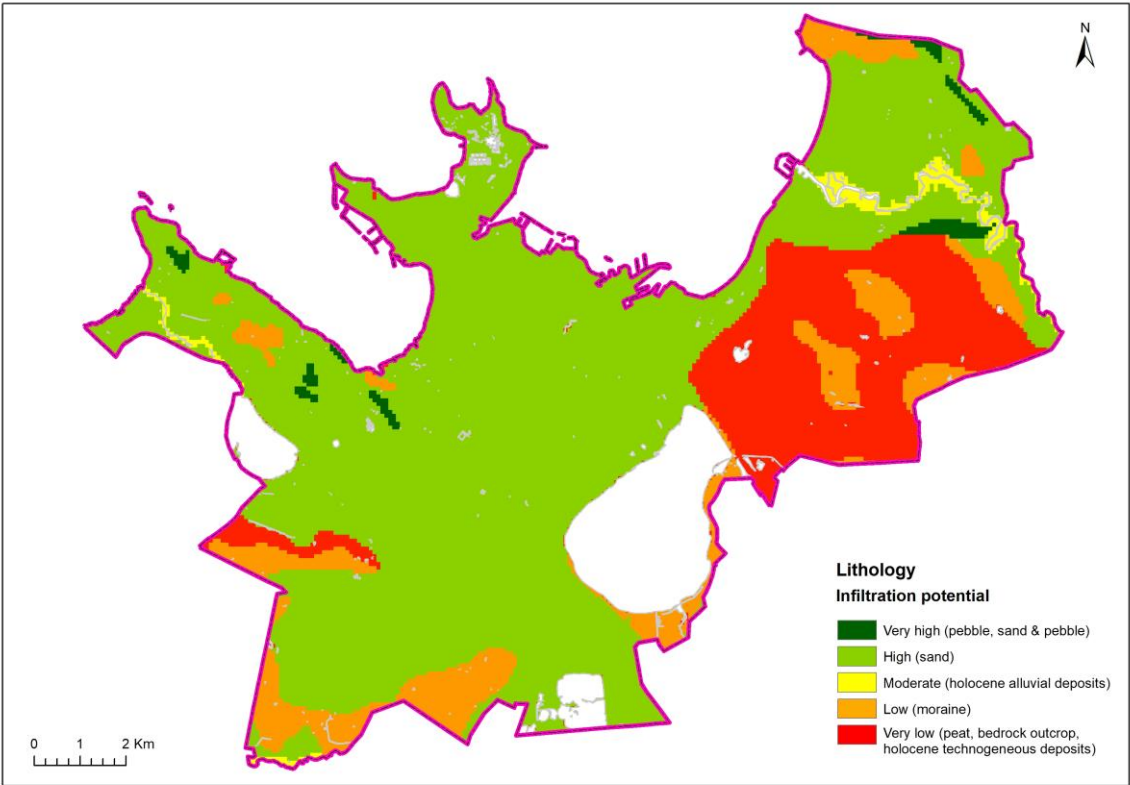 N
Lithology
Infiltration potential
Very high (pebble, sand & pebble)
High (sand)
Moderate (holocene alluvial deposits)
Low (moraine)
Very low (peat, bedrock outcrop,
holocene technogeneous deposits)
0 1 2 Km